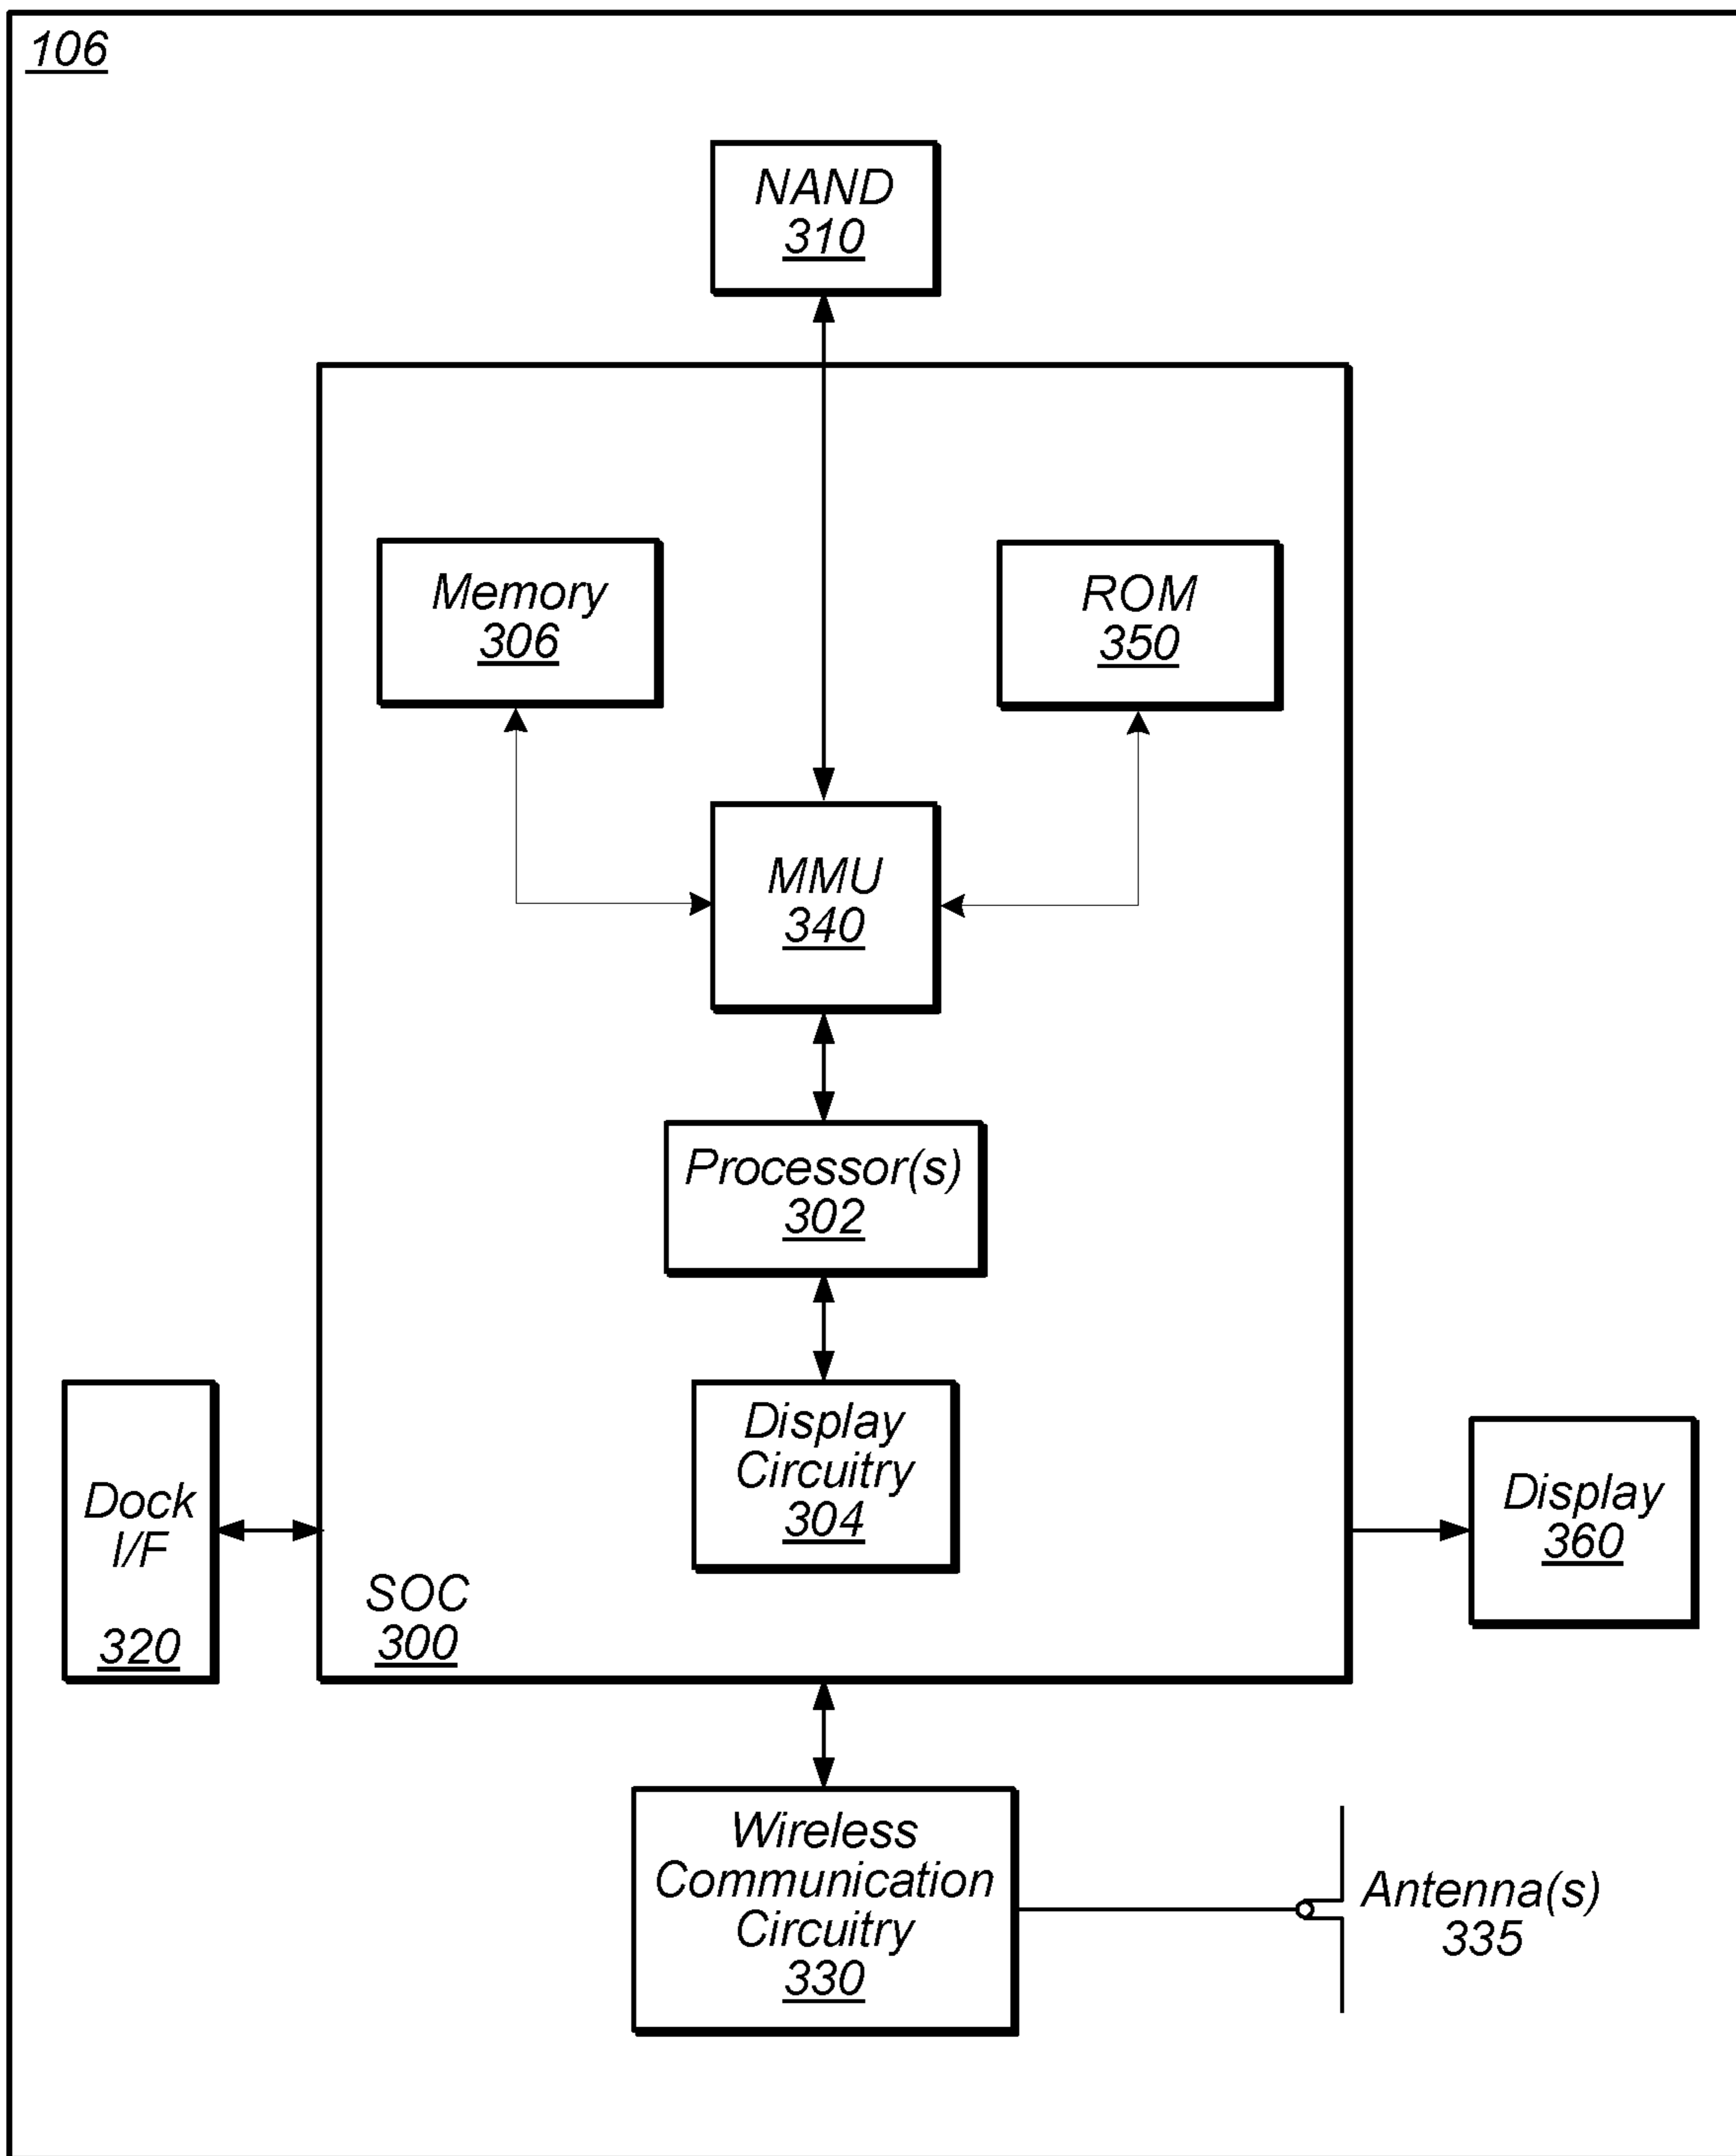 106
NAND
310
Memory
306
ROM
350
MMU
340
Processor(s)
302
Display
Circuitry
304
Dock
I/F
320
SOC
300
Display
360
Wireless
Communication
Circuitry
330
Antenna(s)
335